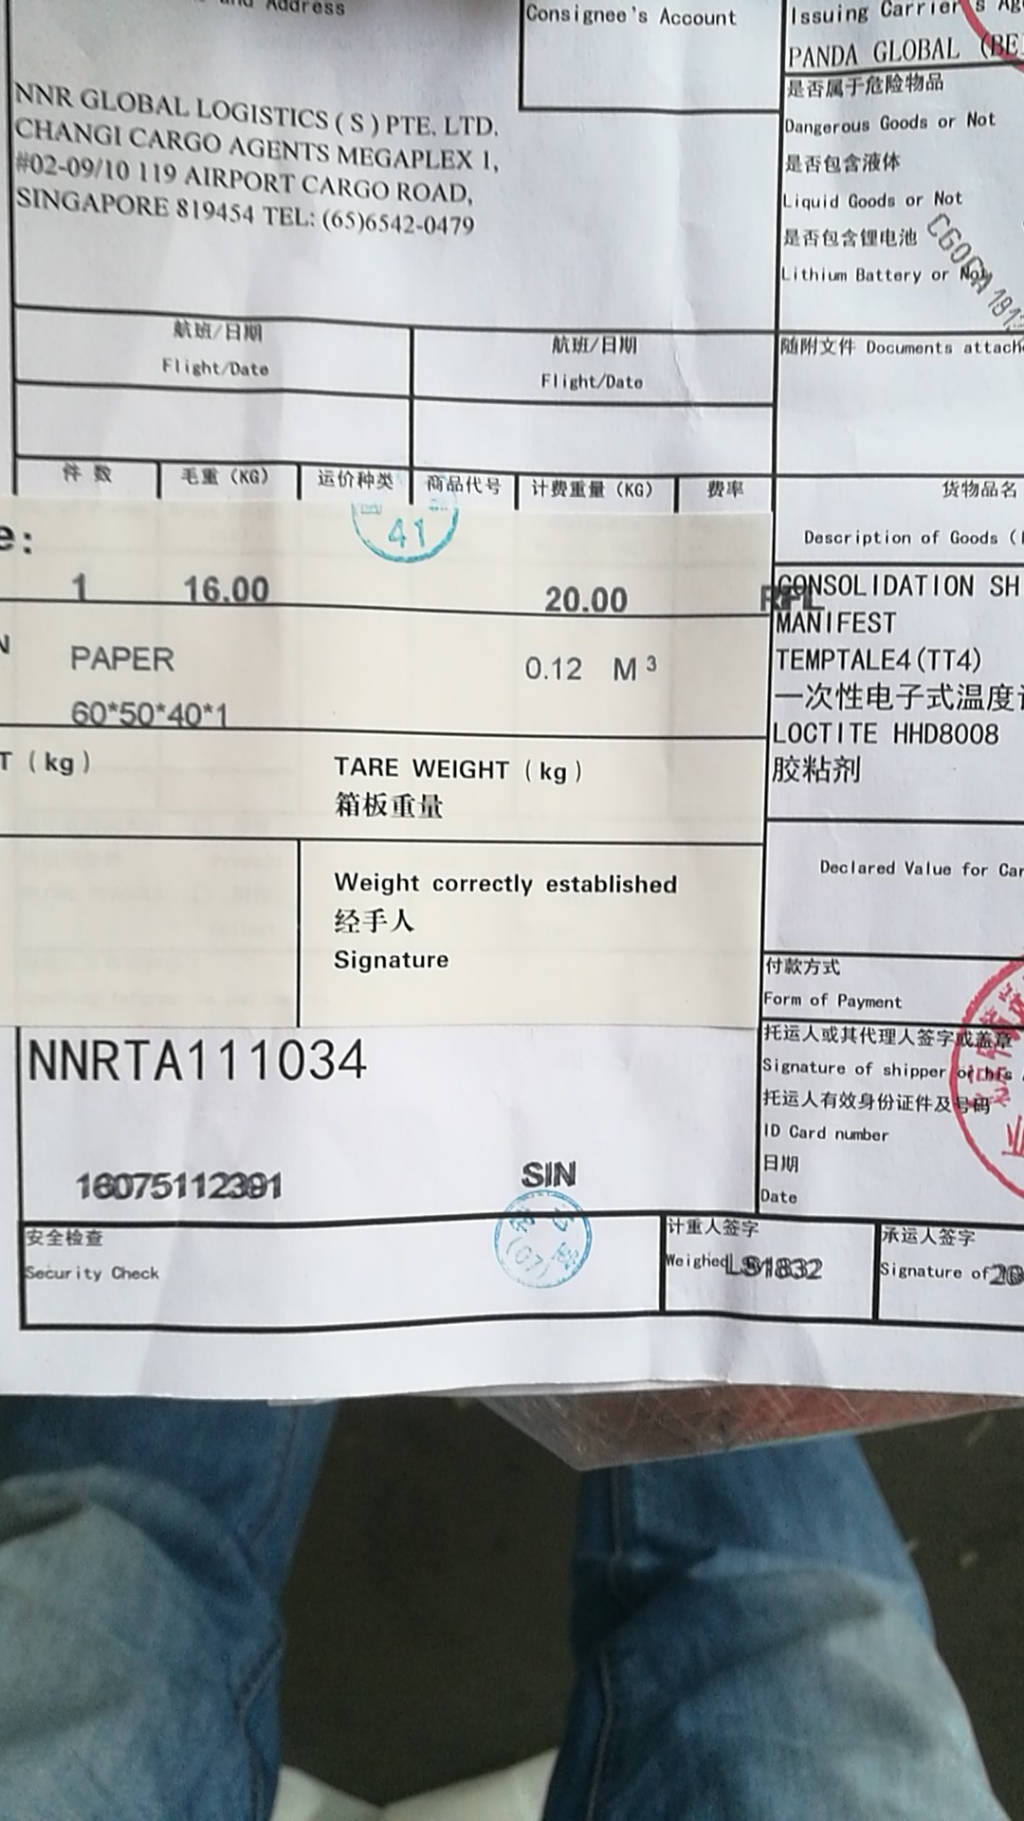 and Address
NNR GLOBAL LOGISTICS ( S ) PTE. LTD.
CHANGI CARGO AGENTS MEGAPLEX 1,
#02-09/10 119 AIRPORT CARGO ROAD,
SINGAPORE 819454 TEL: (65)6542-0479
Consignee's Account
Issuing Carrier's
PANDA GLOBAL (BE
是否属于危险物品
Dangerous Goods or Not
是否包含液体
Liquid Goods or Not
是否包含锂电池
Lithium Battery or Not
航班/日期
Flight/Date
航班/日期
Flight/Date
随附文件 Documents attach
件 数 毛重 (KG) 运价种类 商品代号 计费重量 (KG) 费率 货物品名
Description of Goods (
41
e:
1 16.00 20.00
CONSOLIDATION SH
MANIFEST
TEMPTALE4(TT4)
一次性电子式温度
LOCTITE HHD8008
胶粘剂
N PAPER 0.12 M³
60*50*40*1
T ( kg ) TARE WEIGHT ( kg )
箱板重量
Declared Value for Car
Weight correctly established
经手人
Signature
付款方式
Form of Payment
托运人或其代理人签字或盖章
Signature of shipper or his
托运人有效身份证件及号码
ID Card number
日期
Date
NNRTA111034
16075112391 SIN
(07)
安全检查
Security Check
计重人签字
Weighed LS1832
承运人签字
Signature of